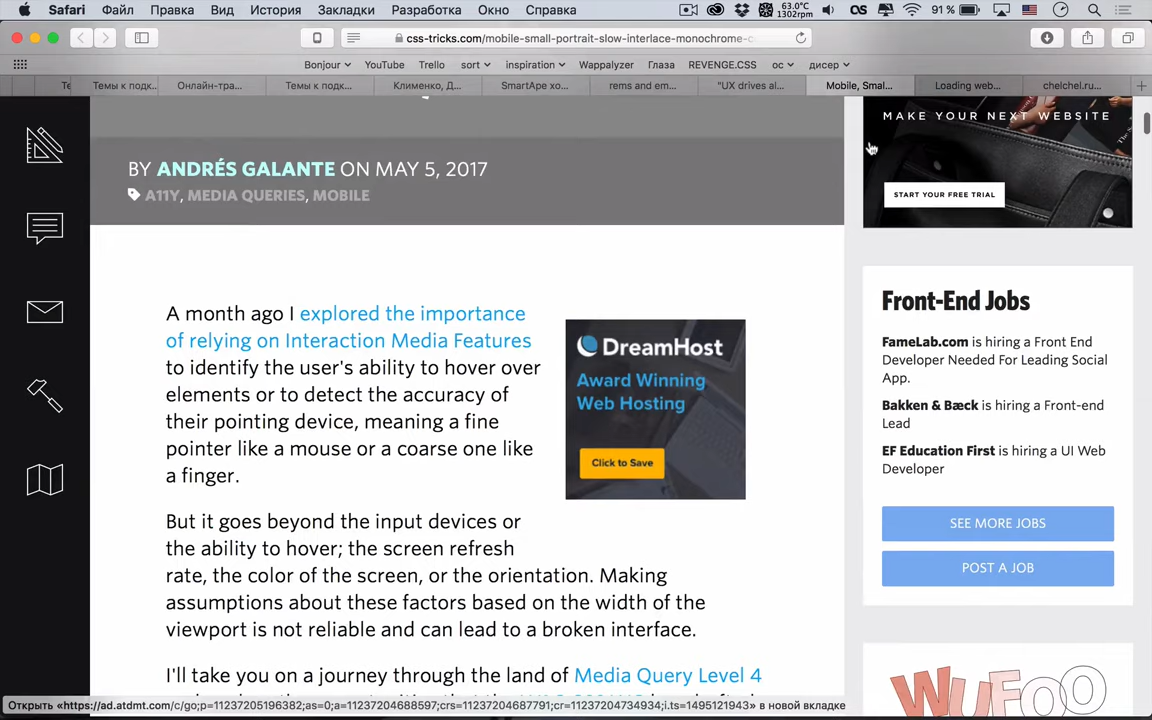 Safari Файл Правка Вид История Закладки Разработка Окно Справка 63.0°C 1302rpm 91 %
css-tricks.com/mobile-small-portrait-slow-interlace-monochrome-c
Bonjour YouTube Trello sort inspiration Wappalyzer Глаза REVENGE.CSS ос дисер
Те Темы к подк... Онлайн-тра... Темы к подк... Клименко, Д... SmartApe хо... rems and em... "UX drives al... Mobile, Smal... Loading web... chelchel.ru...
MAKE YOUR NEXT WEBSITE
START YOUR FREE TRIAL
BY ANDRÉS GALANTE ON MAY 5, 2017
A11Y, MEDIA QUERIES, MOBILE
A month ago I explored the importance
of relying on Interaction Media Features
to identify the user's ability to hover over
elements or to detect the accuracy of
their pointing device, meaning a fine
pointer like a mouse or a coarse one like
a finger.
DreamHost
Award Winning
Web Hosting
Click to Save
But it goes beyond the input devices or
the ability to hover; the screen refresh
rate, the color of the screen, or the orientation. Making
assumptions about these factors based on the width of the
viewport is not reliable and can lead to a broken interface.
I'll take you on a journey through the land of Media Query Level 4
Front-End Jobs
FameLab.com is hiring a Front End
Developer Needed For Leading Social
App.
Bakken & Bæck is hiring a Front-end
Lead
EF Education First is hiring a UI Web
Developer
SEE MORE JOBS
POST A JOB
WUFOO
Открыть «https://ad.atdmt.com/c/go;p=11237205196382;as=0;a=11237204688597;crs=11237204687791;cr=11237204734934;i.ts=1495121943» в новой вкладке